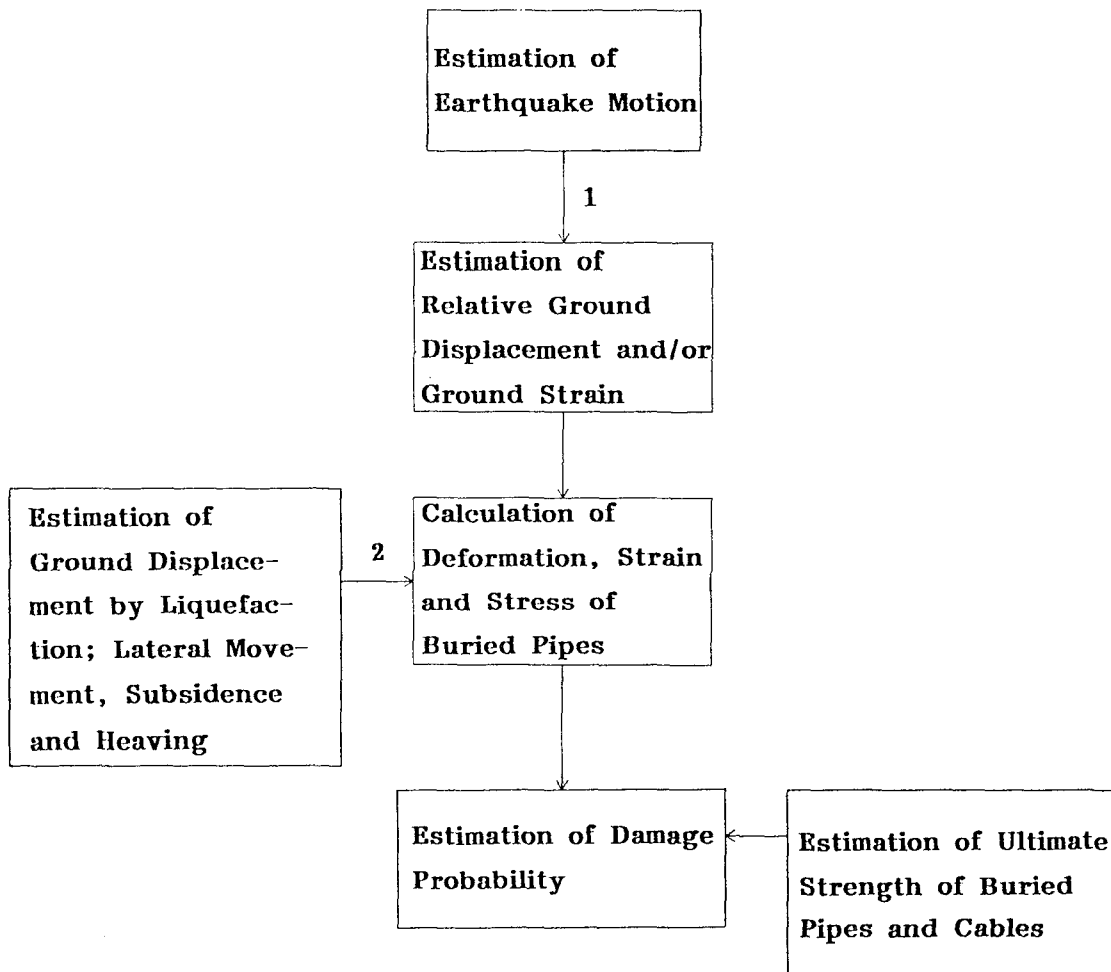 Estimation of
Earthquake Motion
1
Estimation of
Relative Ground
Displacement and/or
Ground Strain
Estimation of
Ground Displace-
ment by Liquefac-
tion; Lateral Move-
ment, Subsidence
and Heaving
2
Calculation of
Deformation, Strain
and Stress of
Buried Pipes
Estimation of Damage
Probability
Estimation of Ultimate
Strength of Buried
Pipes and Cables